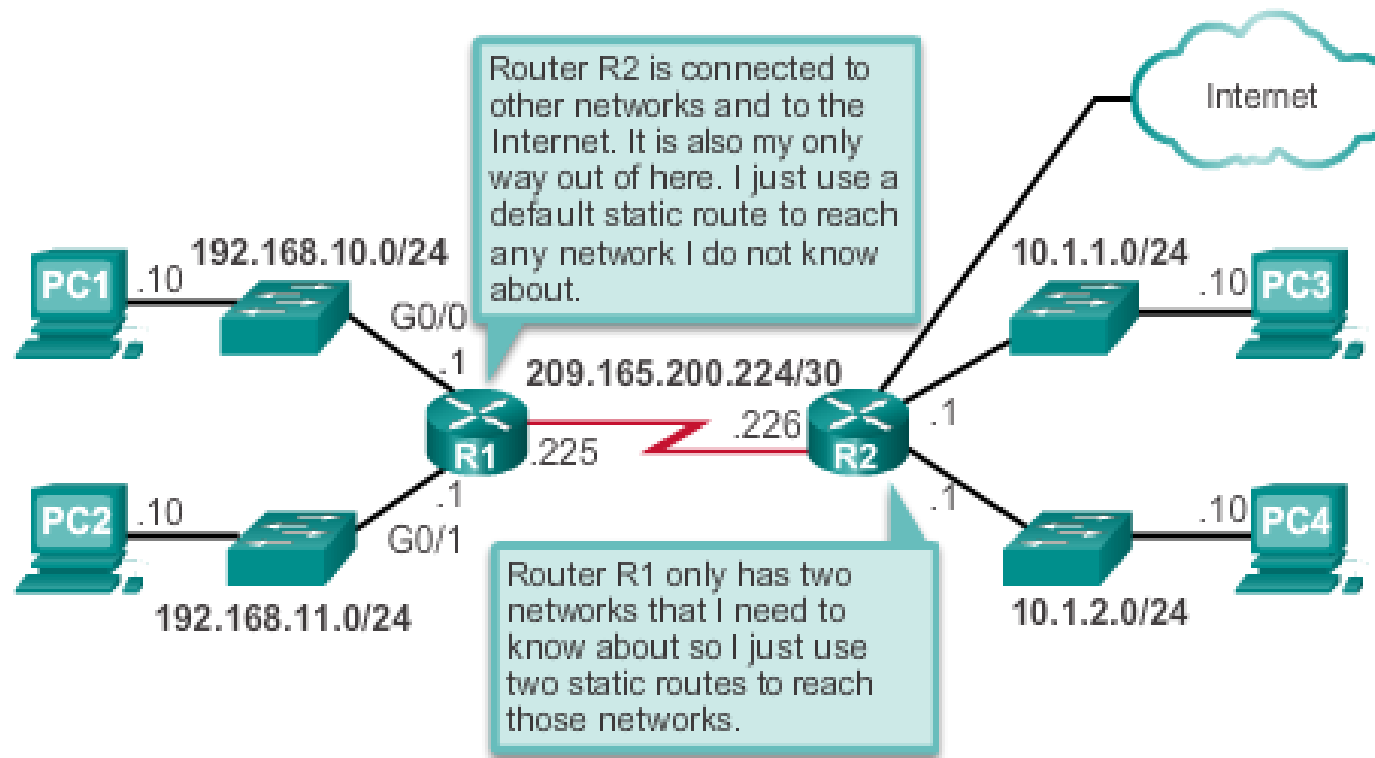 Router R2 is connected to
other networks and to the
Internet. It is also my only
way out of here. I just use a
default static route to reach
any network I do not know
about.
Internet
192.168.10.0/24
10.1.1.0/24
PC1
.10
.10
PC3
G0/0
.1
209.165.200.224/30
.226
.1
R1
.225
R2
.1
.1
PC2
.10
.10
PC4
G0/1
192.168.11.0/24
10.1.2.0/24
Router R1 only has two
networks that I need to
know about so I just use
two static routes to reach
those networks.